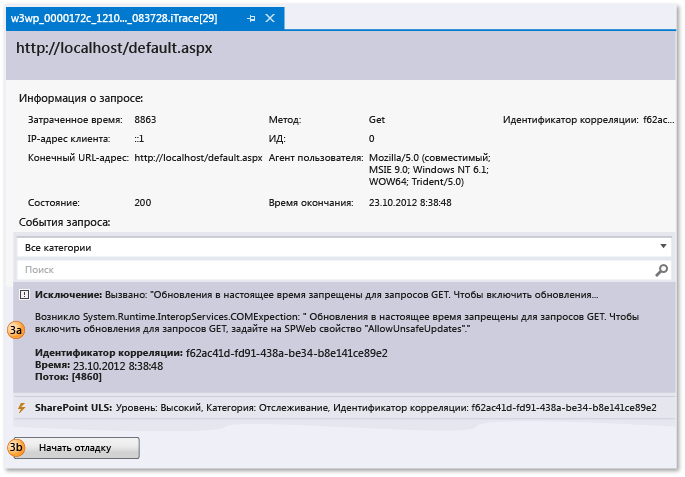 w3wp_0000172c_1210..._083728.iTrace[29]
http://localhost/default.aspx
Информация о запросе:
Затраченное время: 8863 Метод: Get Идентификатор корреляции: f62ac...
IP-адрес клиента: ::1 ИД: 0
Конечный URL-адрес: http://localhost/default.aspx Агент пользователя: Mozilla/5.0 (совместимый;
MSIE 9.0; Windows NT 6.1;
WOW64; Trident/5.0)
Состояние: 200 Время окончания: 23.10.2012 8:38:48
События запроса:
Все категории
Поиск
Исключение: Вызвано: "Обновления в настоящее время запрещены для запросов GET. Чтобы включить обновления...
Возникло System.Runtime.InteropServices.COMExpection: " Обновления в настоящее время запрещены для запросов GET. Чтобы
3a включить обновления для запросов GET, задайте на SPWeb свойство "AllowUnsafeUpdates"."
Идентификатор корреляции: f62ac41d-fd91-438a-be34-b8e141ce89e2
Время: 23.10.2012 8:38:48
Поток: [4860]
SharePoint ULS: Уровень: Высокий, Категория: Отслеживание, Идентификатор корреляции: f62ac41d-fd91-438a-be34-b8e141ce89e2
3b Начать отладку